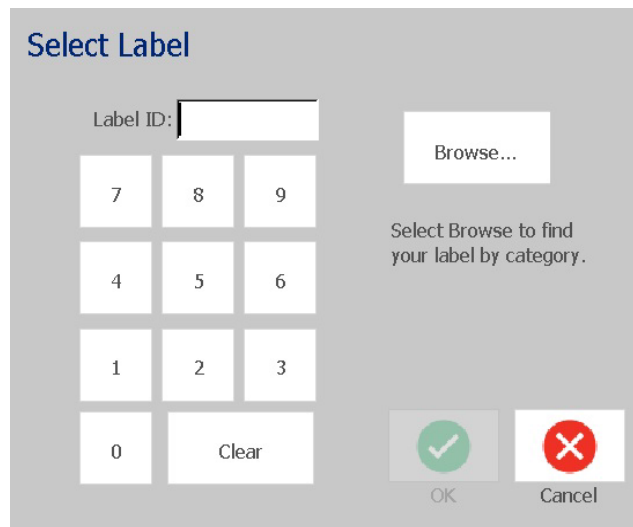 Select Label
Label ID:
Browse...
7 8 9
Select Browse to find
your label by category.
4 5 6
1 2 3
0 Clear
OK Cancel